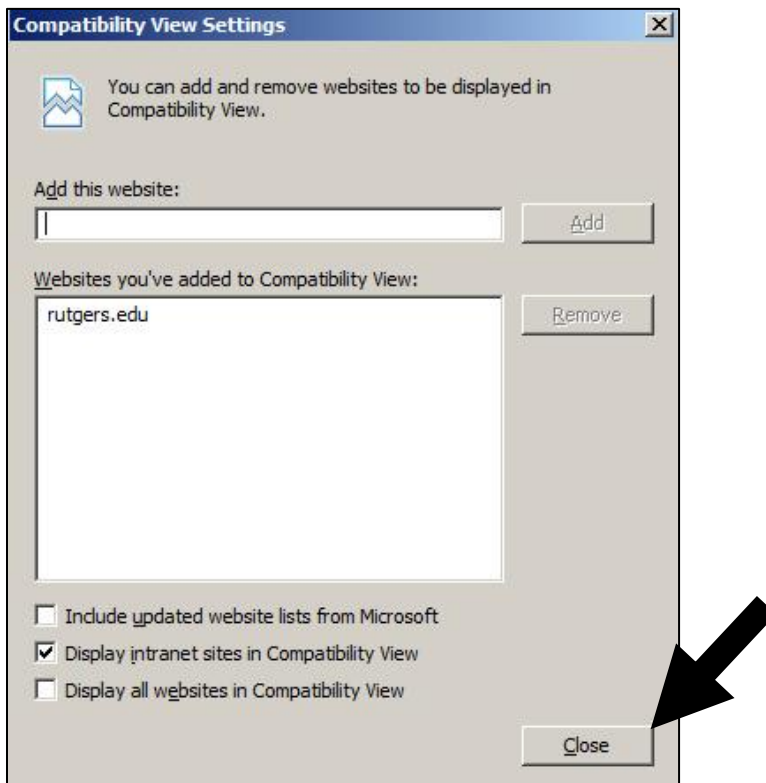 Compatibility View Settings
You can add and remove websites to be displayed in
Compatibility View.
Add this website:
Add
Websites you've added to Compatibility View:
rutgers.edu
Remove
Include updated website lists from Microsoft
Display intranet sites in Compatibility View
Display all websites in Compatibility View
Close